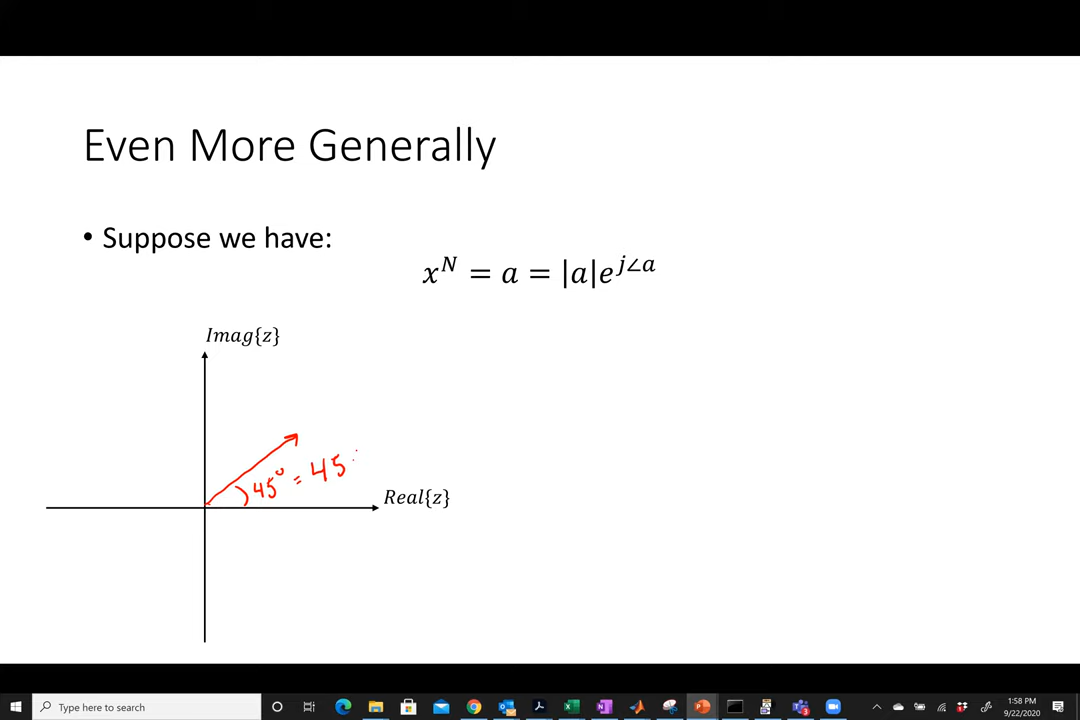 Even More Generally
• Suppose we have:
x^N = a = |a|e^{j∠a}
Imag{z}
45° = 45
Real{z}
Type here to search
1:58 PM
9/22/2020